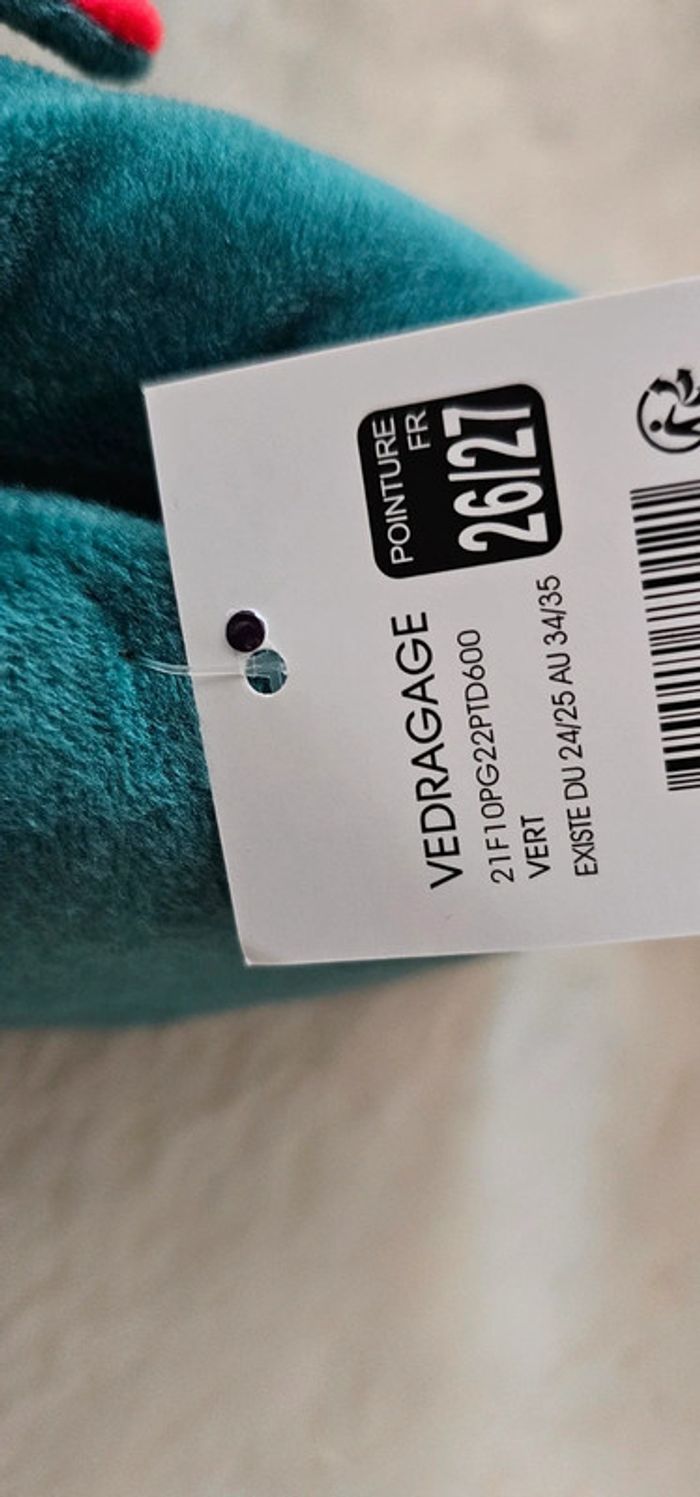 POINTURE
FR
26/27
VEDRAGAGE
21F10PG22PTD600
VERT
EXISTE DU 24/25 AU 34/35